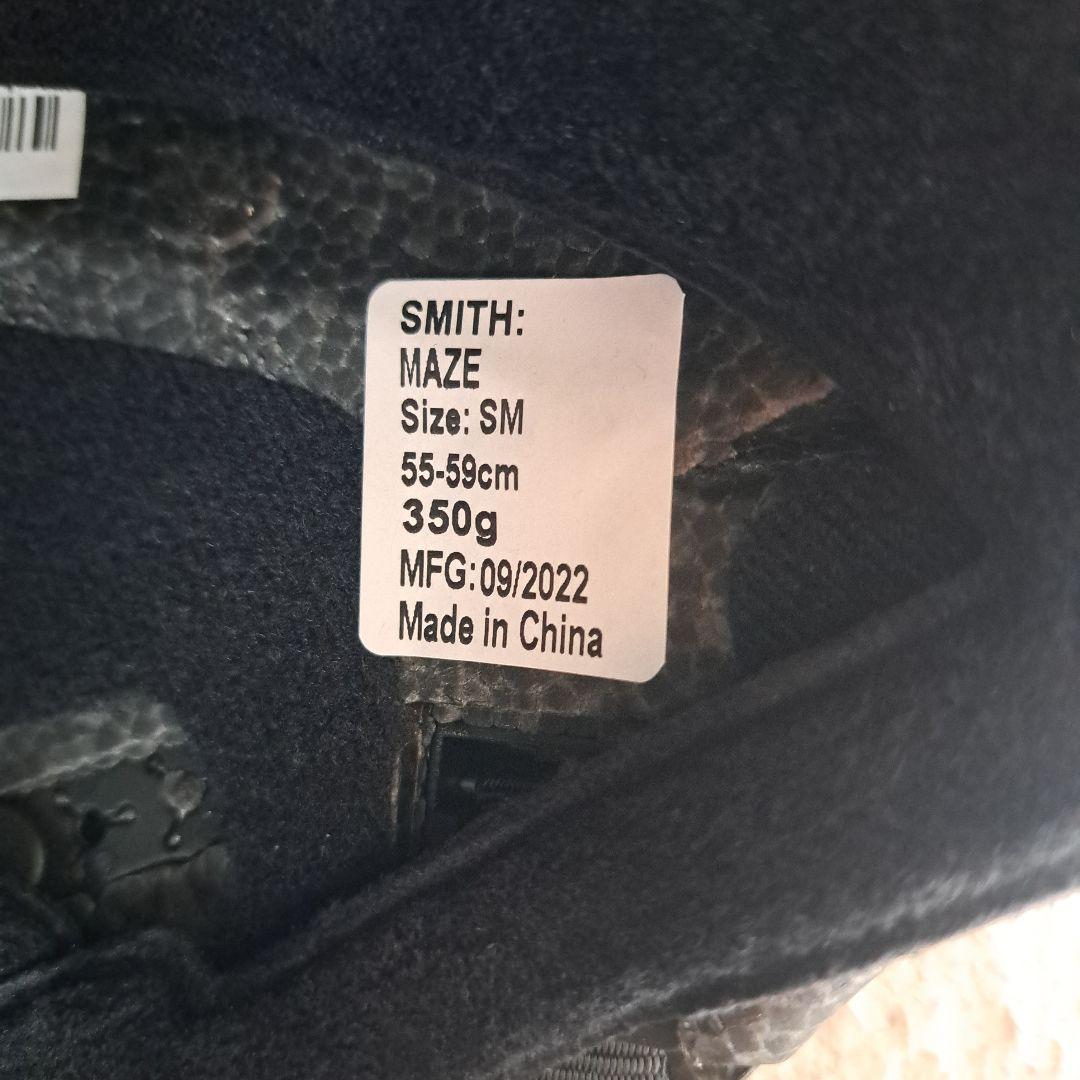 SMITH:
MAZE
Size: SM
55-59cm
350g
MFG:09/2022
Made in China